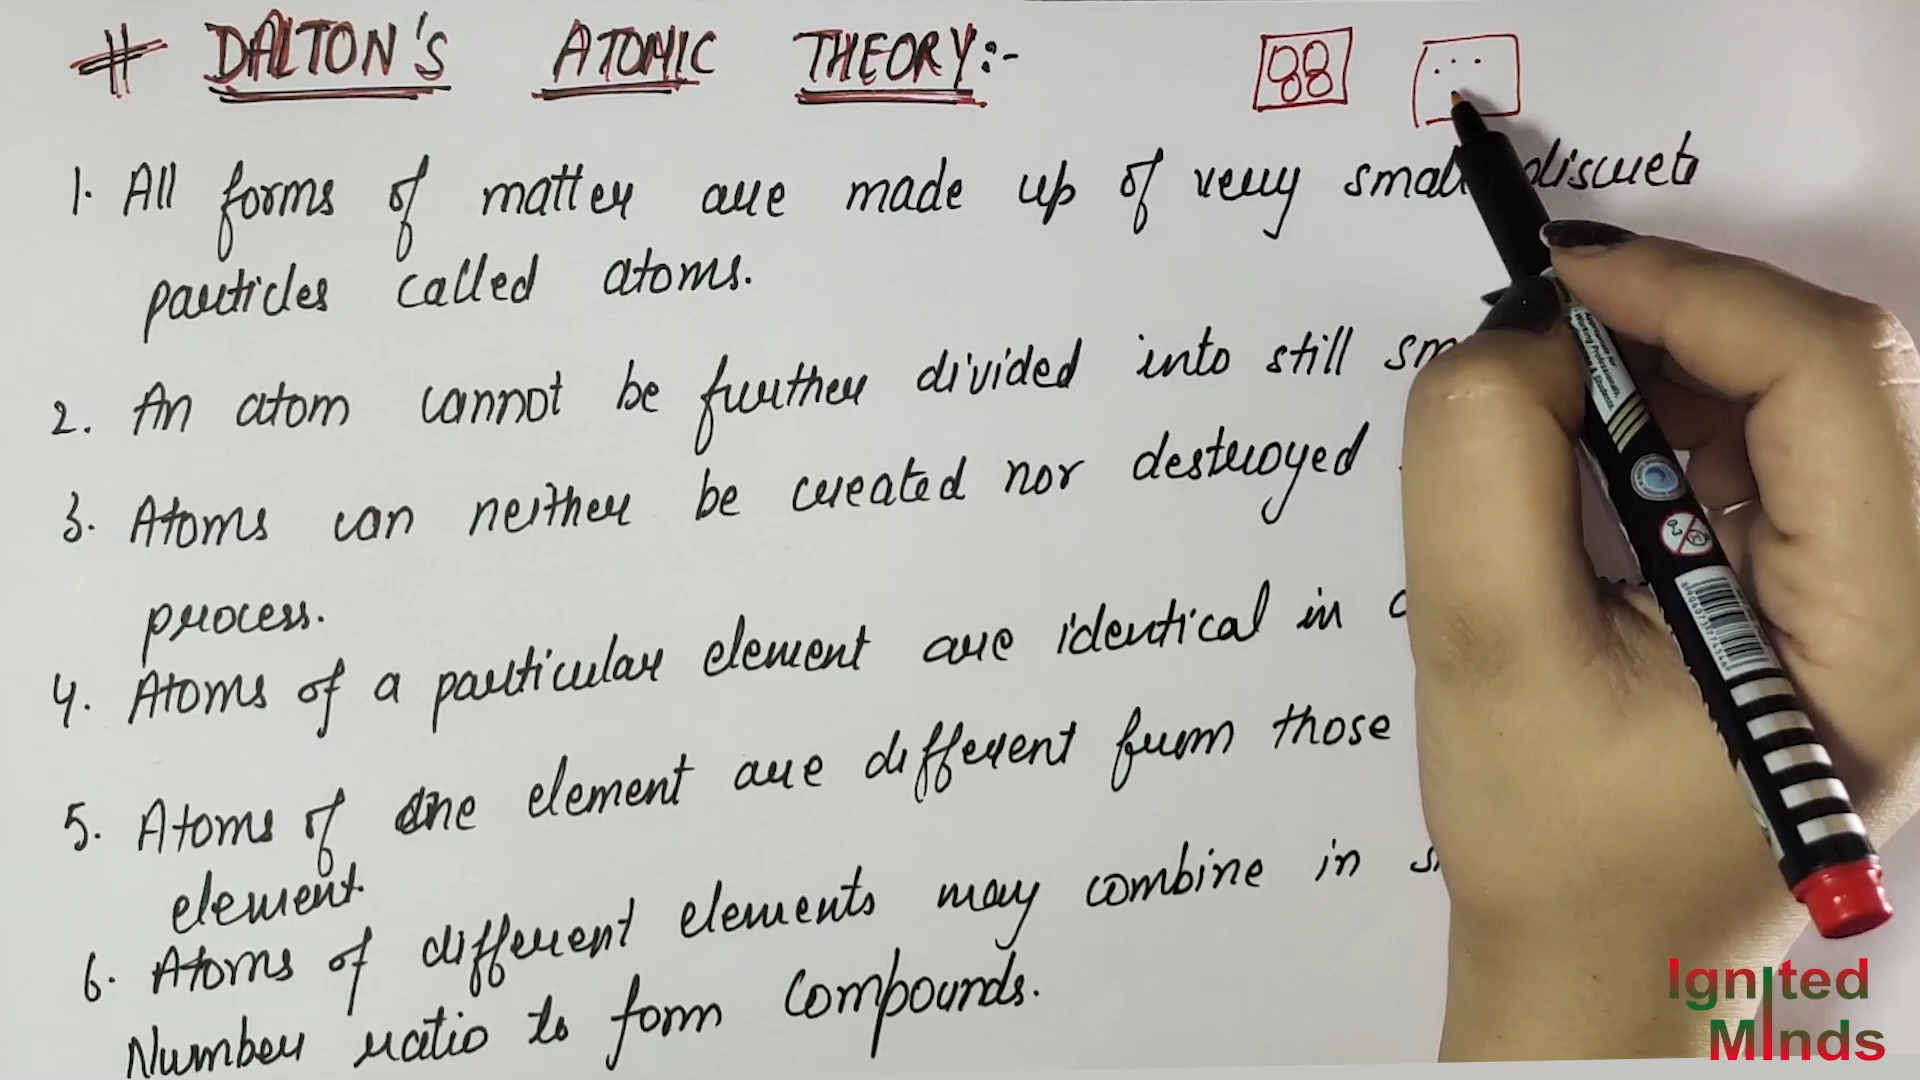 # DALTON'S ATOMIC THEORY:-
1. All forms of matter are made up of very small discrete
particles called atoms.
2. An atom cannot be further divided into still
3. Atoms can neither be created nor destroyed
process.
4. Atoms of a particular element are identical in
5. Atoms of one element are different from those
element.
6. Atoms of different elements may combine in
Number ratio to form Compounds.
Ignited
Minds